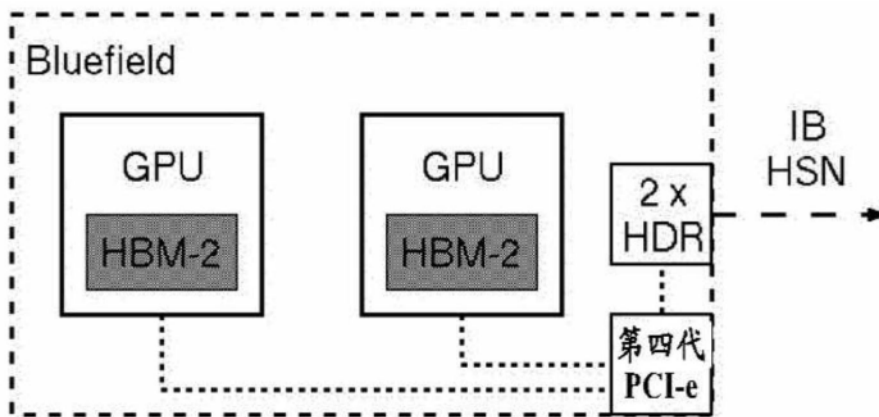 Bluefield
GPU
HBM-2
GPU
HBM-2
2 x
HDR
IB
HSN
第四代
PCI-e